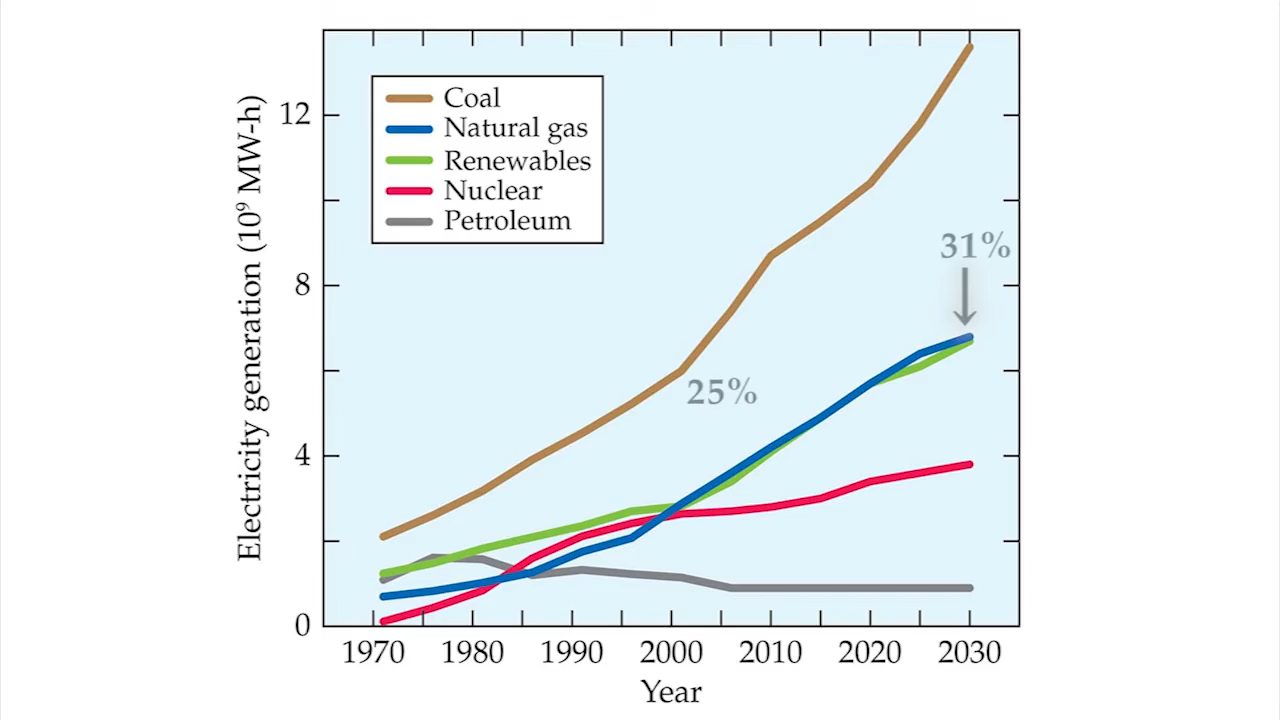 Coal
Natural gas
Renewables
Nuclear
Petroleum
31%
25%
Electricity generation (10⁹ MW-h)
12
8
4
0
1970 1980 1990 2000 2010 2020 2030
Year